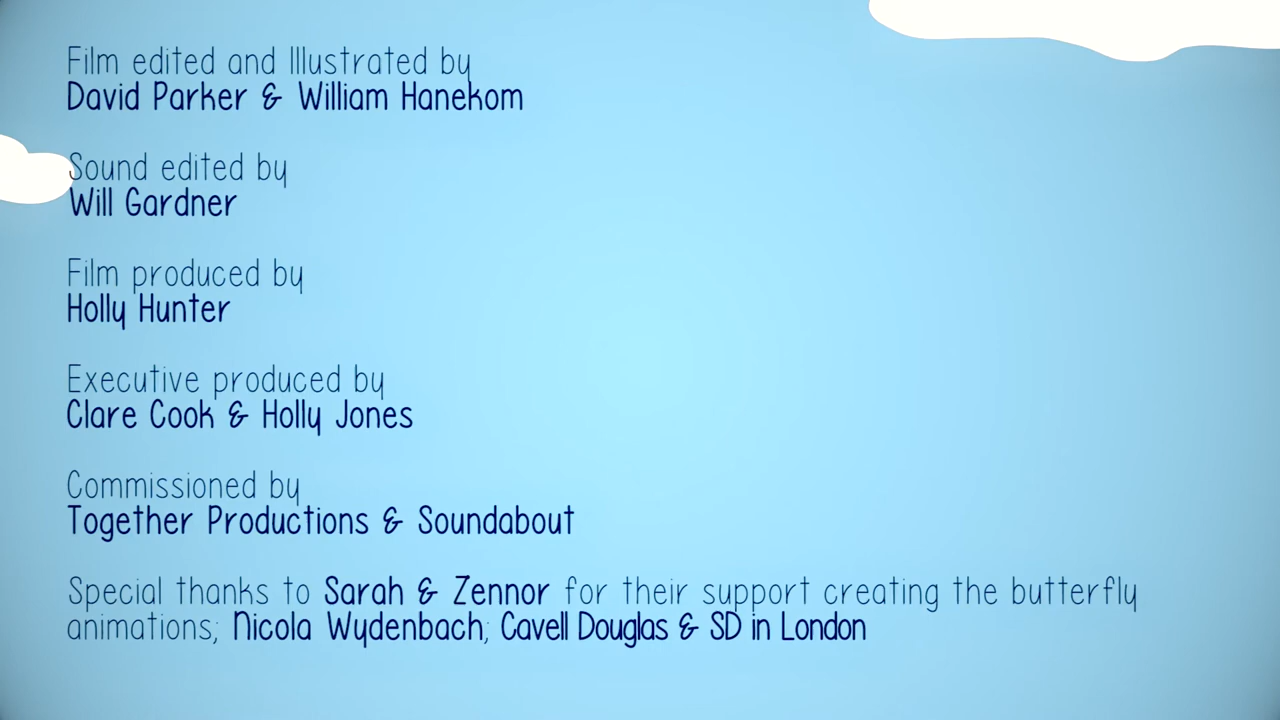 Film edited and Illustrated by
David Parker & William Hanekom
Sound edited by
Will Gardner
Film produced by
Holly Hunter
Executive produced by
Clare Cook & Holly Jones
Commissioned by
Together Productions & Soundabout
Special thanks to Sarah & Zennor for their support creating the butterfly
animations; Nicola Wydenbach; Cavell Douglas & SD in London